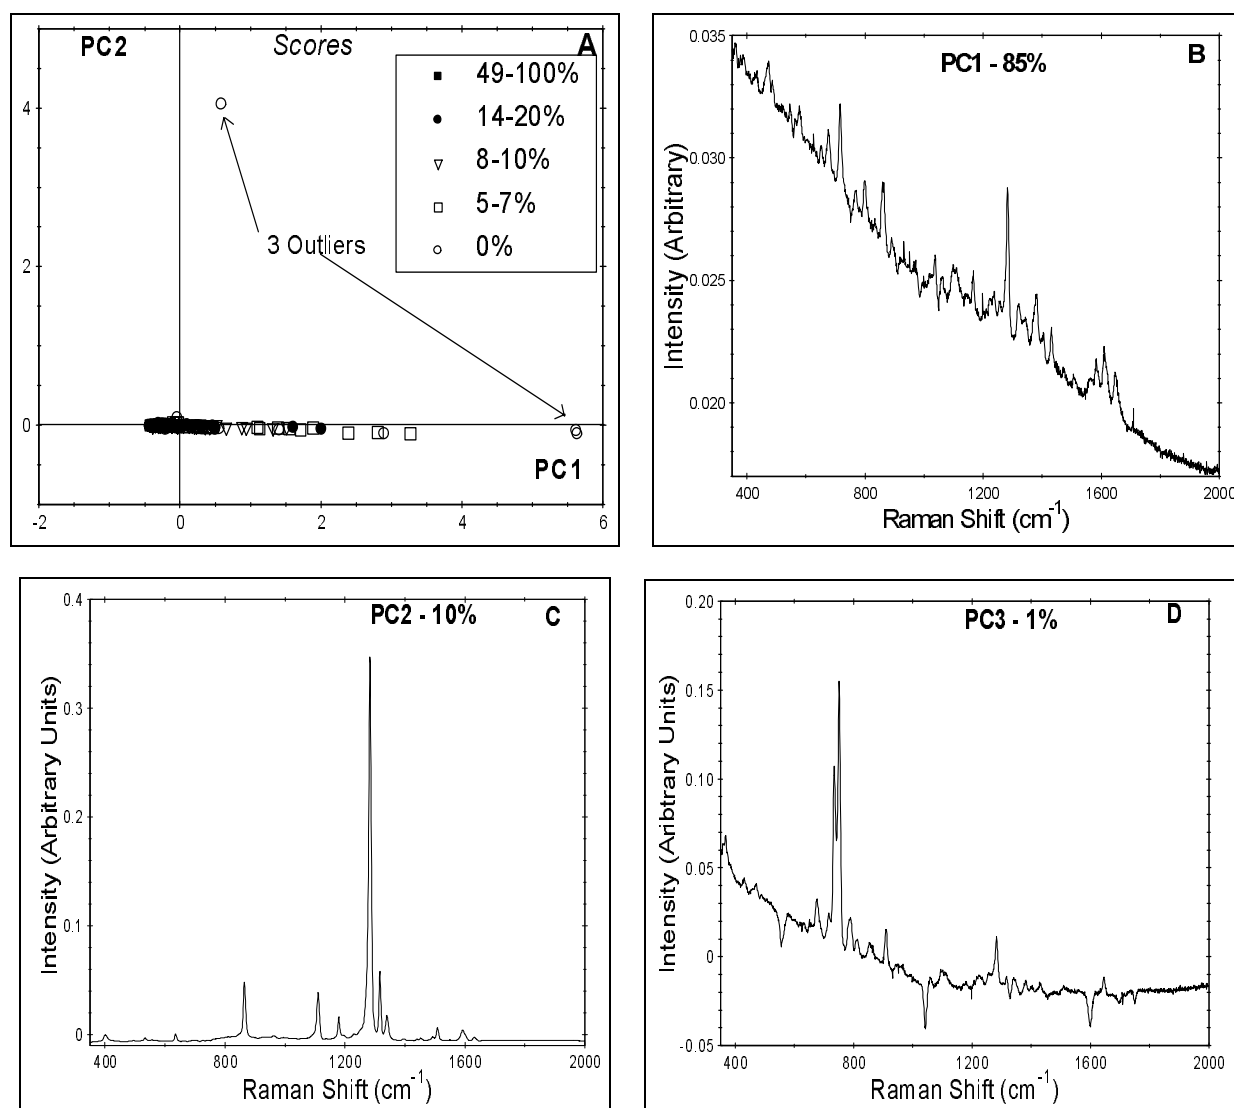 PC2
Scores
A
49-100%
14-20%
8-10%
5-7%
0%
3 Outliers
PC1
4
2
0
-2
0
2
4
6
B
PC1 - 85%
Intensity (Arbitrary)
0.035
0.030
0.025
0.020
400
800
1200
1600
2000
Raman Shift (cm-1)
C
PC2 - 10%
Intensity (Arbitrary Units)
0.4
0.3
0.2
0.1
0
400
800
1200
1600
2000
Raman Shift (cm-1)
D
PC3 - 1%
Intensity (Aribtrary Units)
0.20
0.15
0.10
0.05
0
-0.05
400
800
1200
1600
2000
Raman Shift (cm-1)